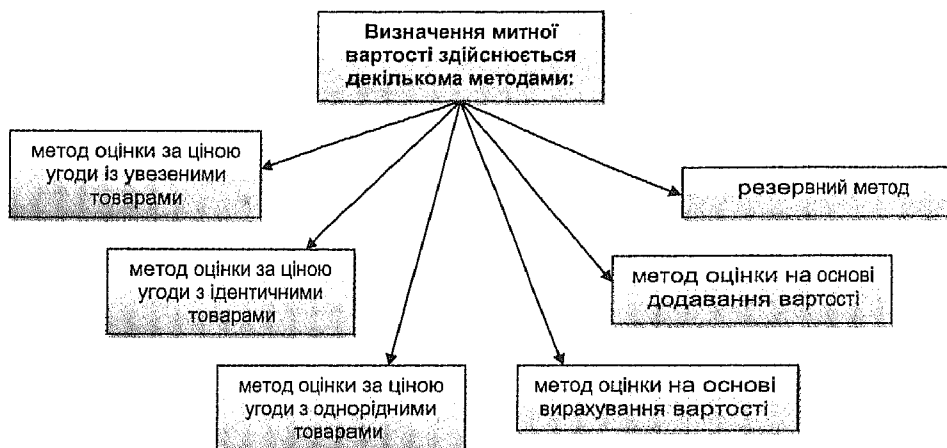 Визначення митної
вартості здійснюється
декількома методами:
метод оцінки за ціною
угоди із увезеними
товарами
резервний метод
метод оцінки за ціною
угоди з ідентичними
товарами
метод оцінки на основі
додавання вартості
метод оцінки за ціною
угоди з однорідними
товарами
метод оцінки на основі
вирахування вартості